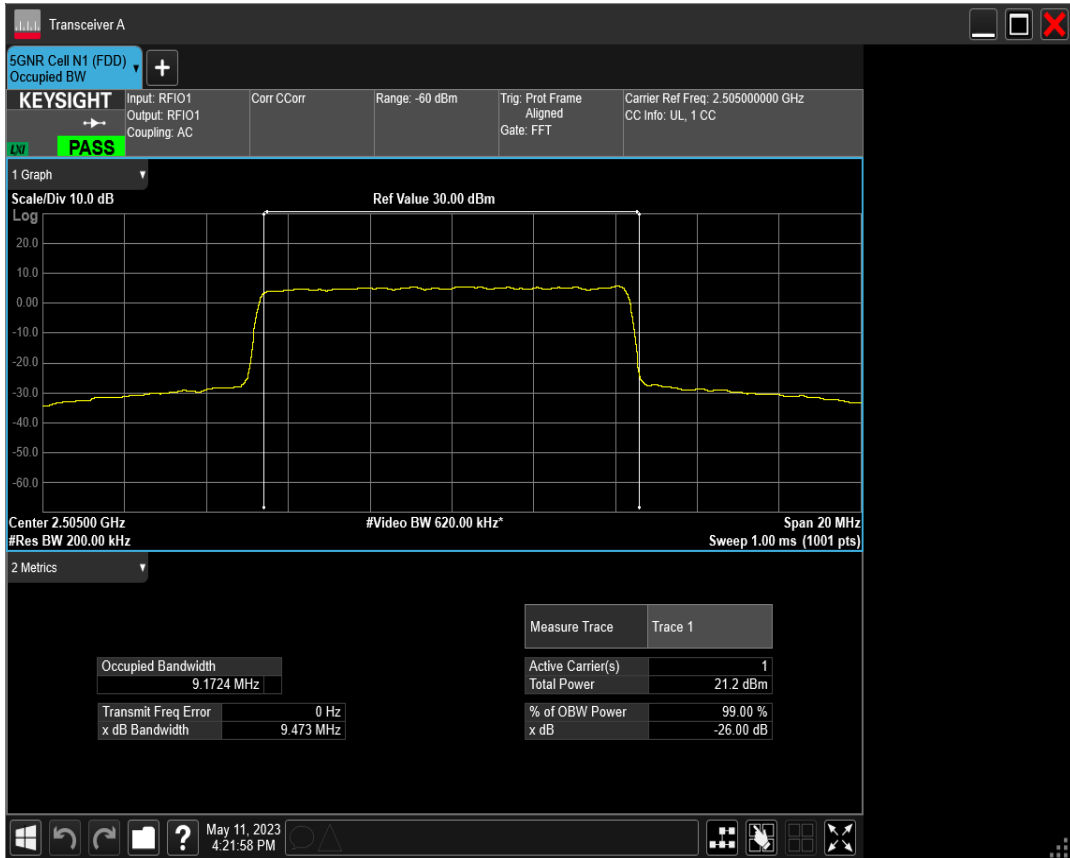 Transceiver A
5GNR Cell N1 (FDD)
Occupied BW
+
KEYSIGHT
LXI
PASS
Input: RFIO1
Output: RFIO1
Coupling: AC
Corr CCorr
Range: -60 dBm
Trig: Prot Frame
Aligned
Gate: FFT
Carrier Ref Freq: 2.505000000 GHz
CC Info: UL, 1 CC
1 Graph
Scale/Div 10.0 dB
Ref Value 30.00 dBm
Log
20.0
10.0
0.00
-10.0
-20.0
-30.0
-40.0
-50.0
-60.0
Center 2.50500 GHz
#Video BW 620.00 kHz*
Span 20 MHz
#Res BW 200.00 kHz
Sweep 1.00 ms (1001 pts)
2 Metrics
Measure Trace Trace 1
Occupied Bandwidth
9.1724 MHz
Active Carrier(s) 1
Total Power 21.2 dBm
Transmit Freq Error 0 Hz
x dB Bandwidth 9.473 MHz
% of OBW Power 99.00 %
x dB -26.00 dB
?
May 11, 2023
4:21:58 PM